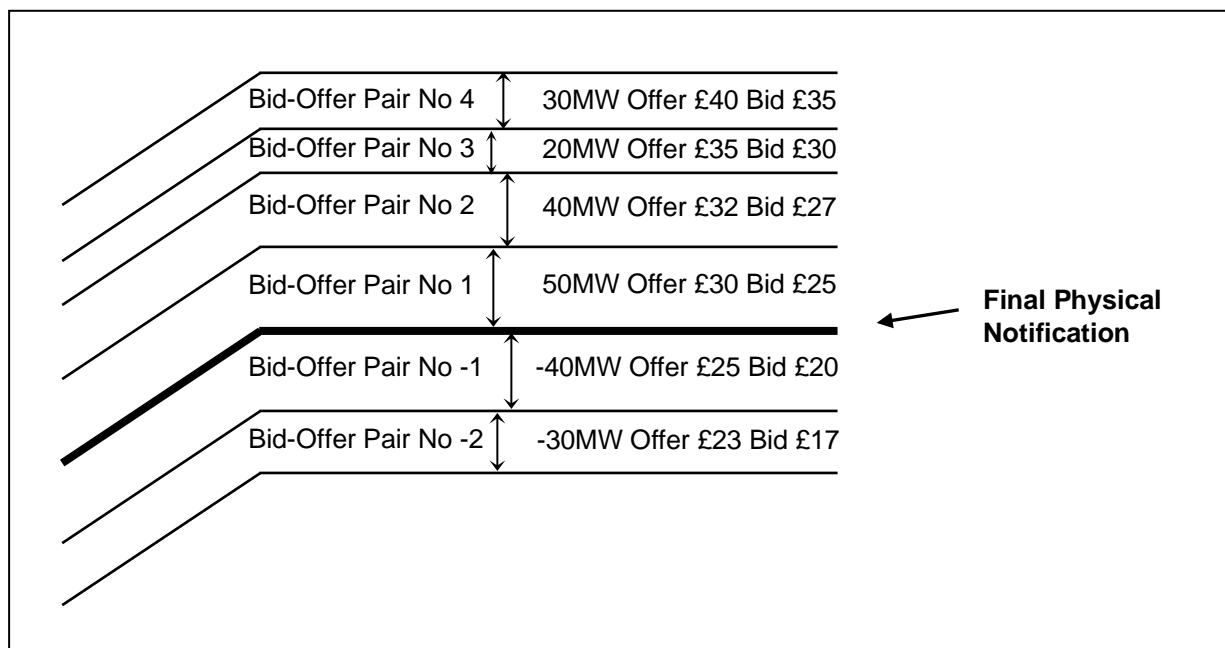 Bid-Offer Pair No 4 30MW Offer £40 Bid £35
Bid-Offer Pair No 3 20MW Offer £35 Bid £30
Bid-Offer Pair No 2 40MW Offer £32 Bid £27
Bid-Offer Pair No 1 50MW Offer £30 Bid £25
Final Physical
Notification
Bid-Offer Pair No -1 -40MW Offer £25 Bid £20
Bid-Offer Pair No -2 -30MW Offer £23 Bid £17